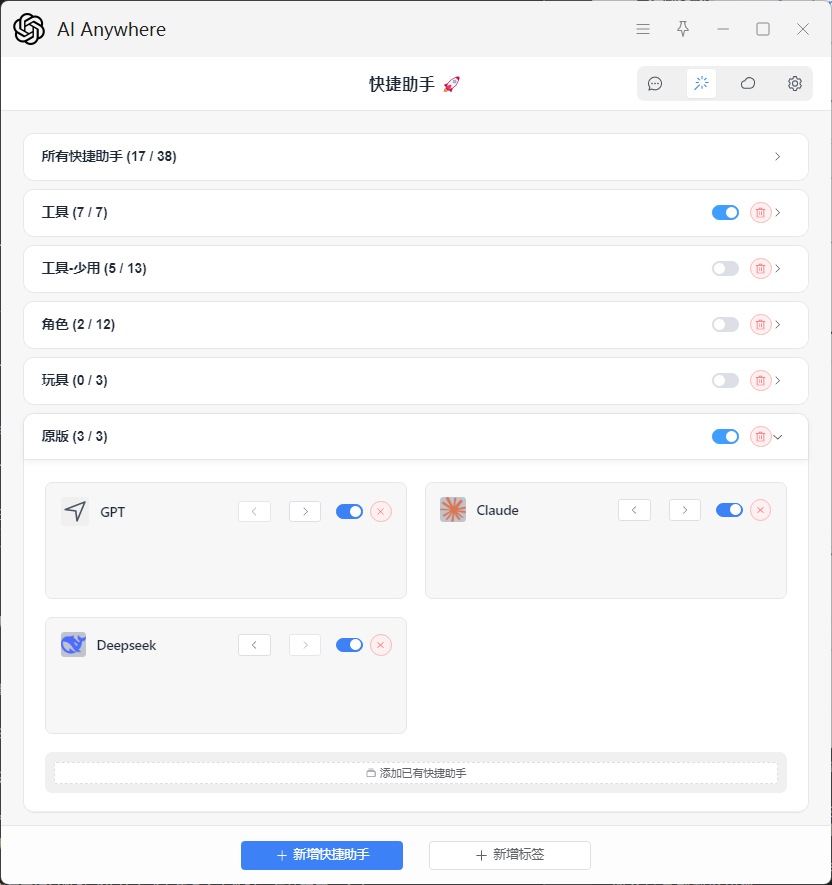 AI Anywhere
快捷助手 🚀
所有快捷助手 (17 / 38)
工具 (7 / 7)
工具-少用 (5 / 13)
角色 (2 / 12)
玩具 (0 / 3)
原版 (3 / 3)
GPT
Claude
Deepseek
添加已有快捷助手
新增快捷助手
新增标签